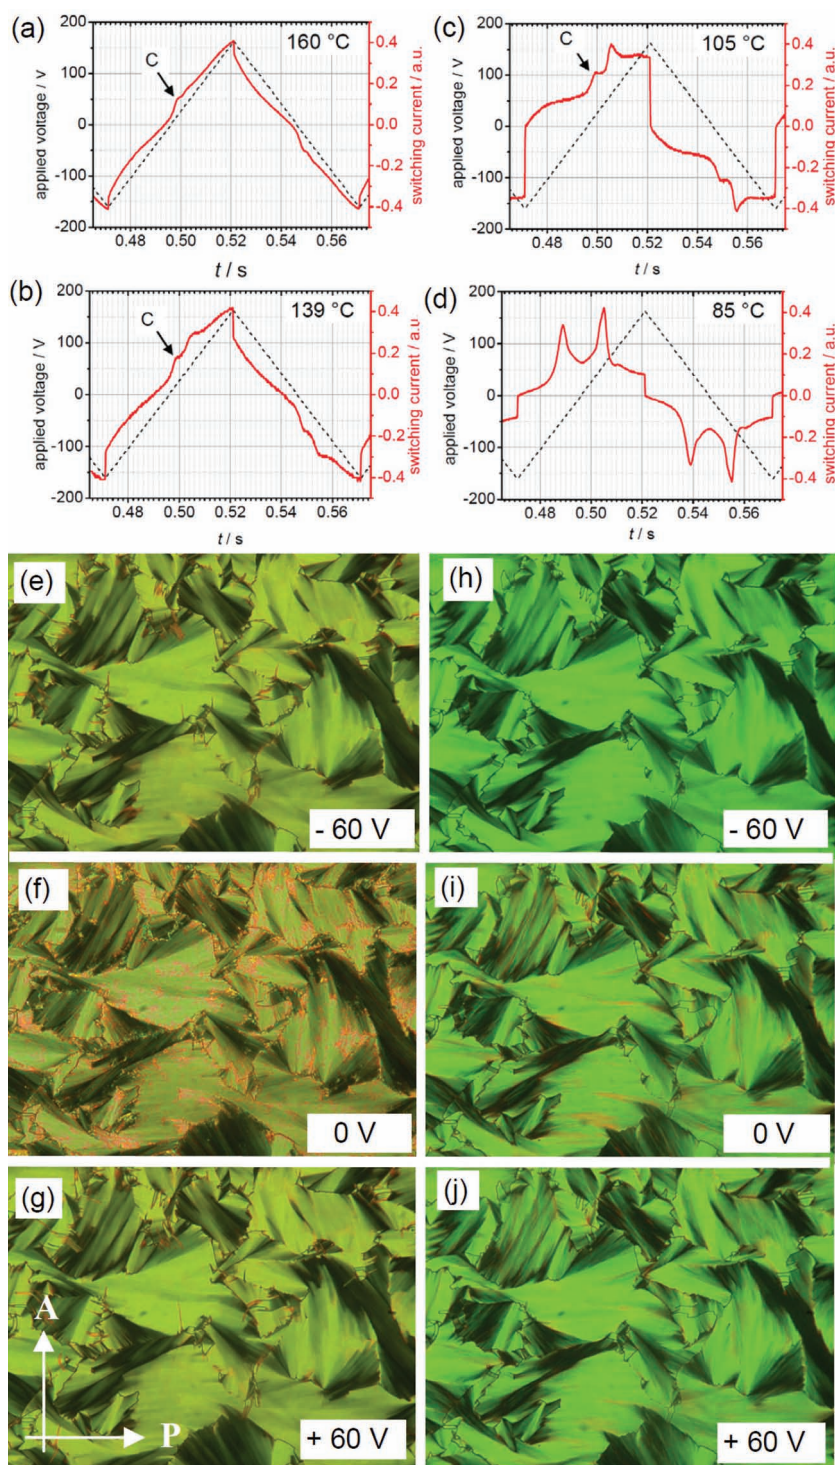 (a)
160 °C
C
applied voltage / V
200
100
0
-100
-200
switching current / a.u.
0.4
0.2
0.0
-0.2
-0.4
0.48 0.50 0.52 0.54 0.56
t / s
(c)
105 °C
C
applied voltage / V
200
100
0
-100
-200
switching current / a.u.
0.4
0.2
0.0
-0.2
-0.4
0.48 0.50 0.52 0.54 0.56
t / s
(b)
139 °C
C
applied voltage / V
200
100
0
-100
-200
switching current / a.u
0.4
0.2
0.0
-0.2
-0.4
0.48 0.50 0.52 0.54 0.56
t / s
(d)
85 °C
applied voltage / V
200
100
0
-100
-200
switching current / a.u.
0.4
0.2
0.0
-0.2
-0.4
0.48 0.50 0.52 0.54 0.56
t / s
(e)
- 60 V
(h)
- 60 V
(f)
0 V
(i)
0 V
(g)
A
P
+ 60 V
(j)
+ 60 V